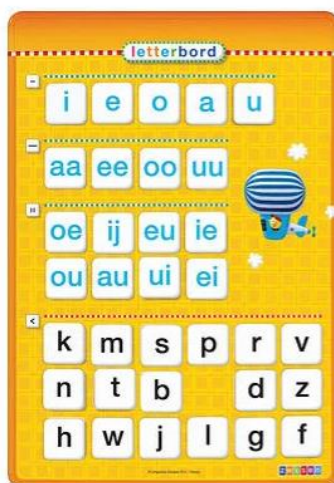 letterbord
i e o a u
aa ee oo uu
oe ij eu ie
ou au ui ei
k m s p r v
n t b d z
h w j l g f